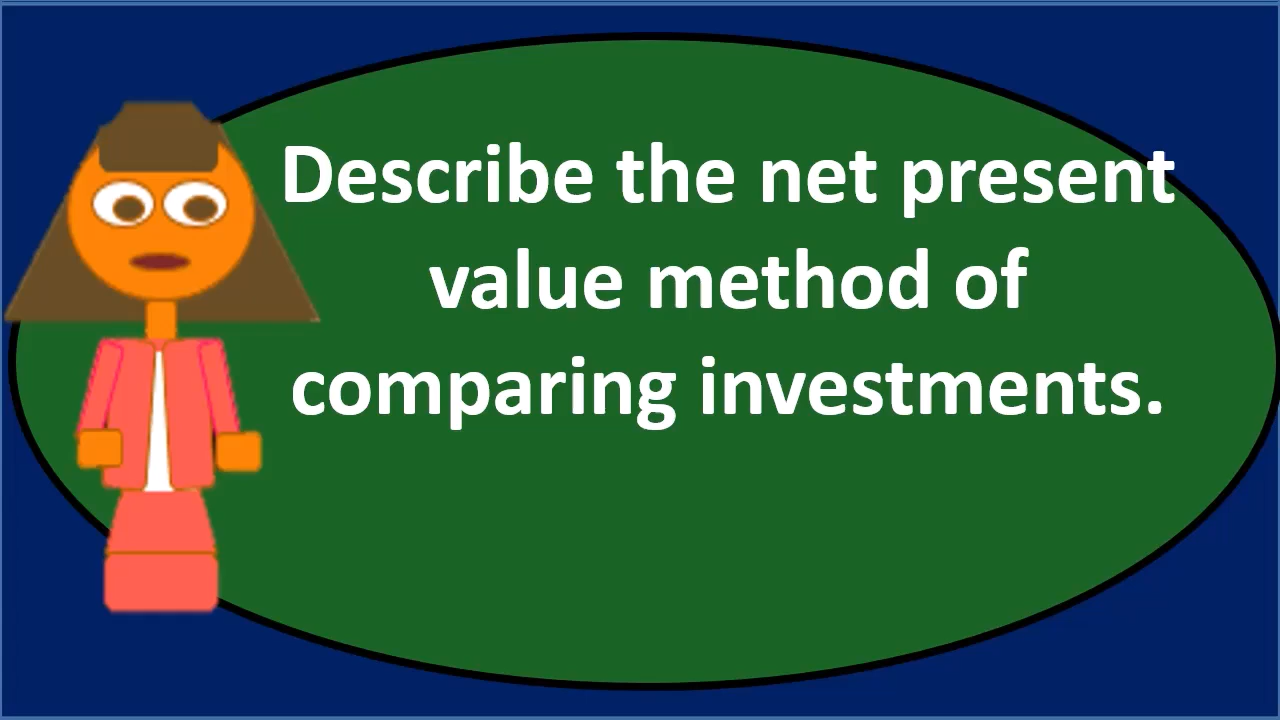 Describe the net present
value method of
comparing investments.